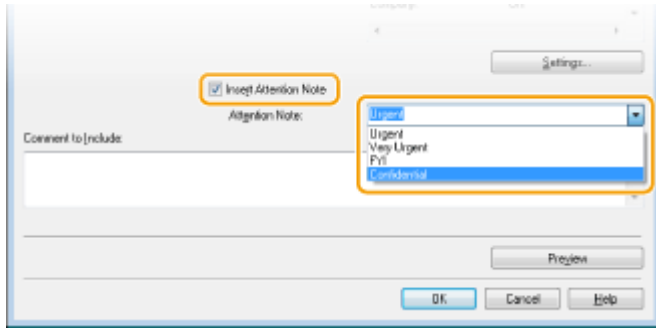 Settings...
Insert Attention Note
Attention Note:
Urgent
Urgent
Very Urgent
FYI
Confidential
Comment to Include:
Preview
OK Cancel Help